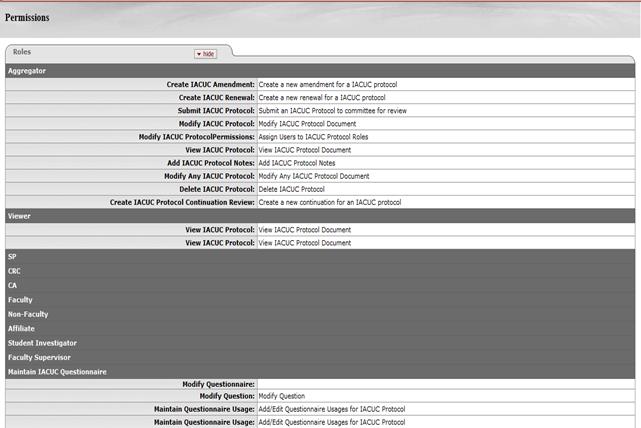 Permissions
Roles
▼ hide
Aggregator
Create IACUC Amendment: Create a new amendment for a IACUC protocol
Create IACUC Renewal: Create a new renewal for a IACUC protocol
Submit IACUC Protocol: Submit an IACUC Protocol to committee for review
Modify IACUC Protocol: Modify IACUC Protocol Document
Modify IACUC ProtocolPermissions: Assign Users to IACUC Protocol Roles
View IACUC Protocol: View IACUC Protocol Document
Add IACUC Protocol Notes: Add IACUC Protocol Notes
Modify Any IACUC Protocol: Modify Any IACUC Protocol Document
Delete IACUC Protocol: Delete IACUC Protocol
Create IACUC Protocol Continuation Review: Create a new continuation for an IACUC protocol
Viewer
View IACUC Protocol: View IACUC Protocol Document
View IACUC Protocol: View IACUC Protocol Document
SP
CRC
CA
Faculty
Non-Faculty
Affiliate
Student Investigator
Faculty Supervisor
Maintain IACUC Questionnaire
Modify Questionnaire:
Modify Question: Modify Question
Maintain Questionnaire Usage: Add/Edit Questionnaire Usages for IACUC Protocol
Maintain Questionnaire Usage: Add/Edit Questionnaire Usages for IACUC Protocol